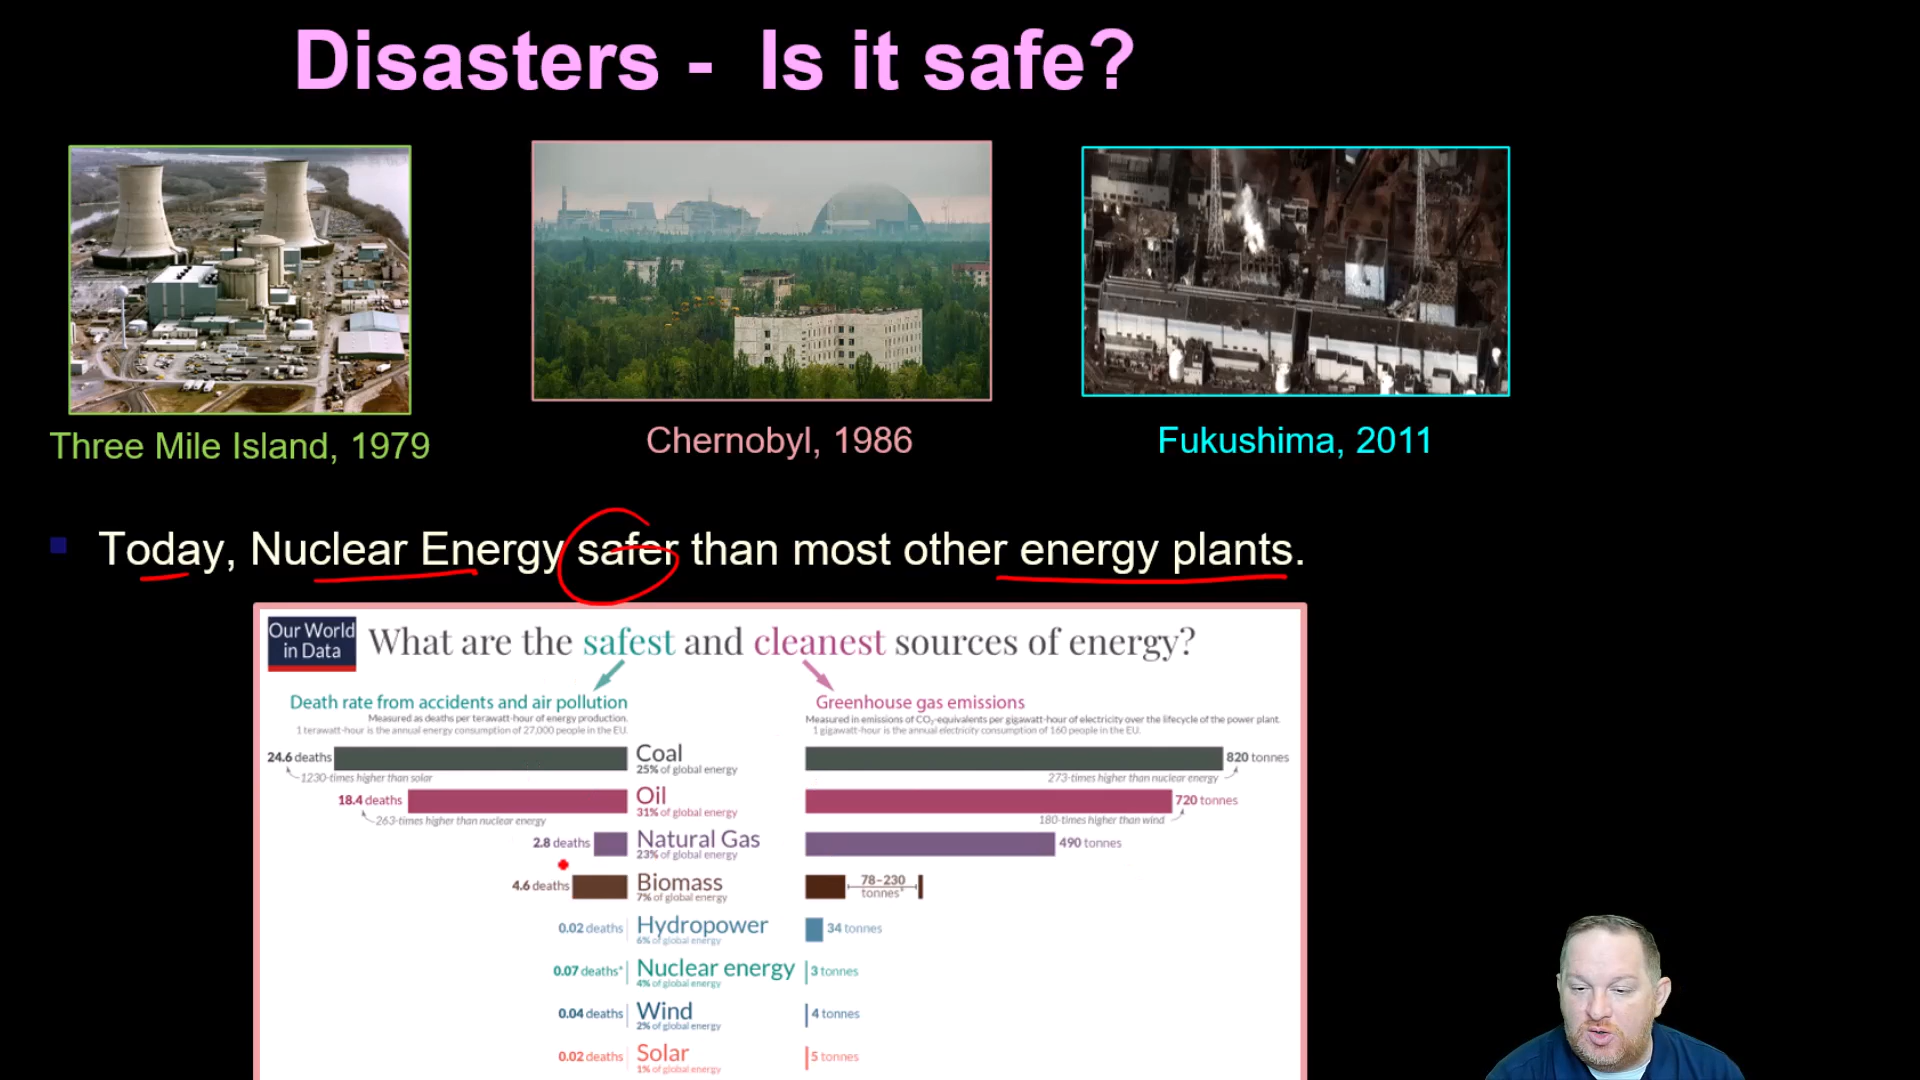 Disasters - Is it safe?
Three Mile Island, 1979
Chernobyl, 1986
Fukushima, 2011
Today, Nuclear Energy safer than most other energy plants.
Our World
in Data
What are the safest and cleanest sources of energy?
Death rate from accidents and air pollution
Measured as deaths per terawatt-hour of energy production.
1 terawatt-hour is the annual energy consumption of 27,000 people in the EU.
Greenhouse gas emissions
Measured in emissions of CO₂-equivalents per gigawatt-hour of electricity over the lifecycle of the power plant.
1 gigawatt-hour is the annual electricity consumption of 160 people in the EU.
24.6 deaths
1230-times higher than solar
Coal
25% of global energy
820 tonnes
273-times higher than nuclear energy
18.4 deaths
263-times higher than nuclear energy
Oil
31% of global energy
720 tonnes
180-times higher than wind
2.8 deaths
Natural Gas
23% of global energy
490 tonnes
4.6 deaths
Biomass
7% of global energy
78–230
tonnes*
0.02 deaths
Hydropower
6% of global energy
34 tonnes
0.07 deaths*
Nuclear energy
4% of global energy
3 tonnes
0.04 deaths
Wind
2% of global energy
4 tonnes
0.02 deaths
Solar
1% of global energy
5 tonnes